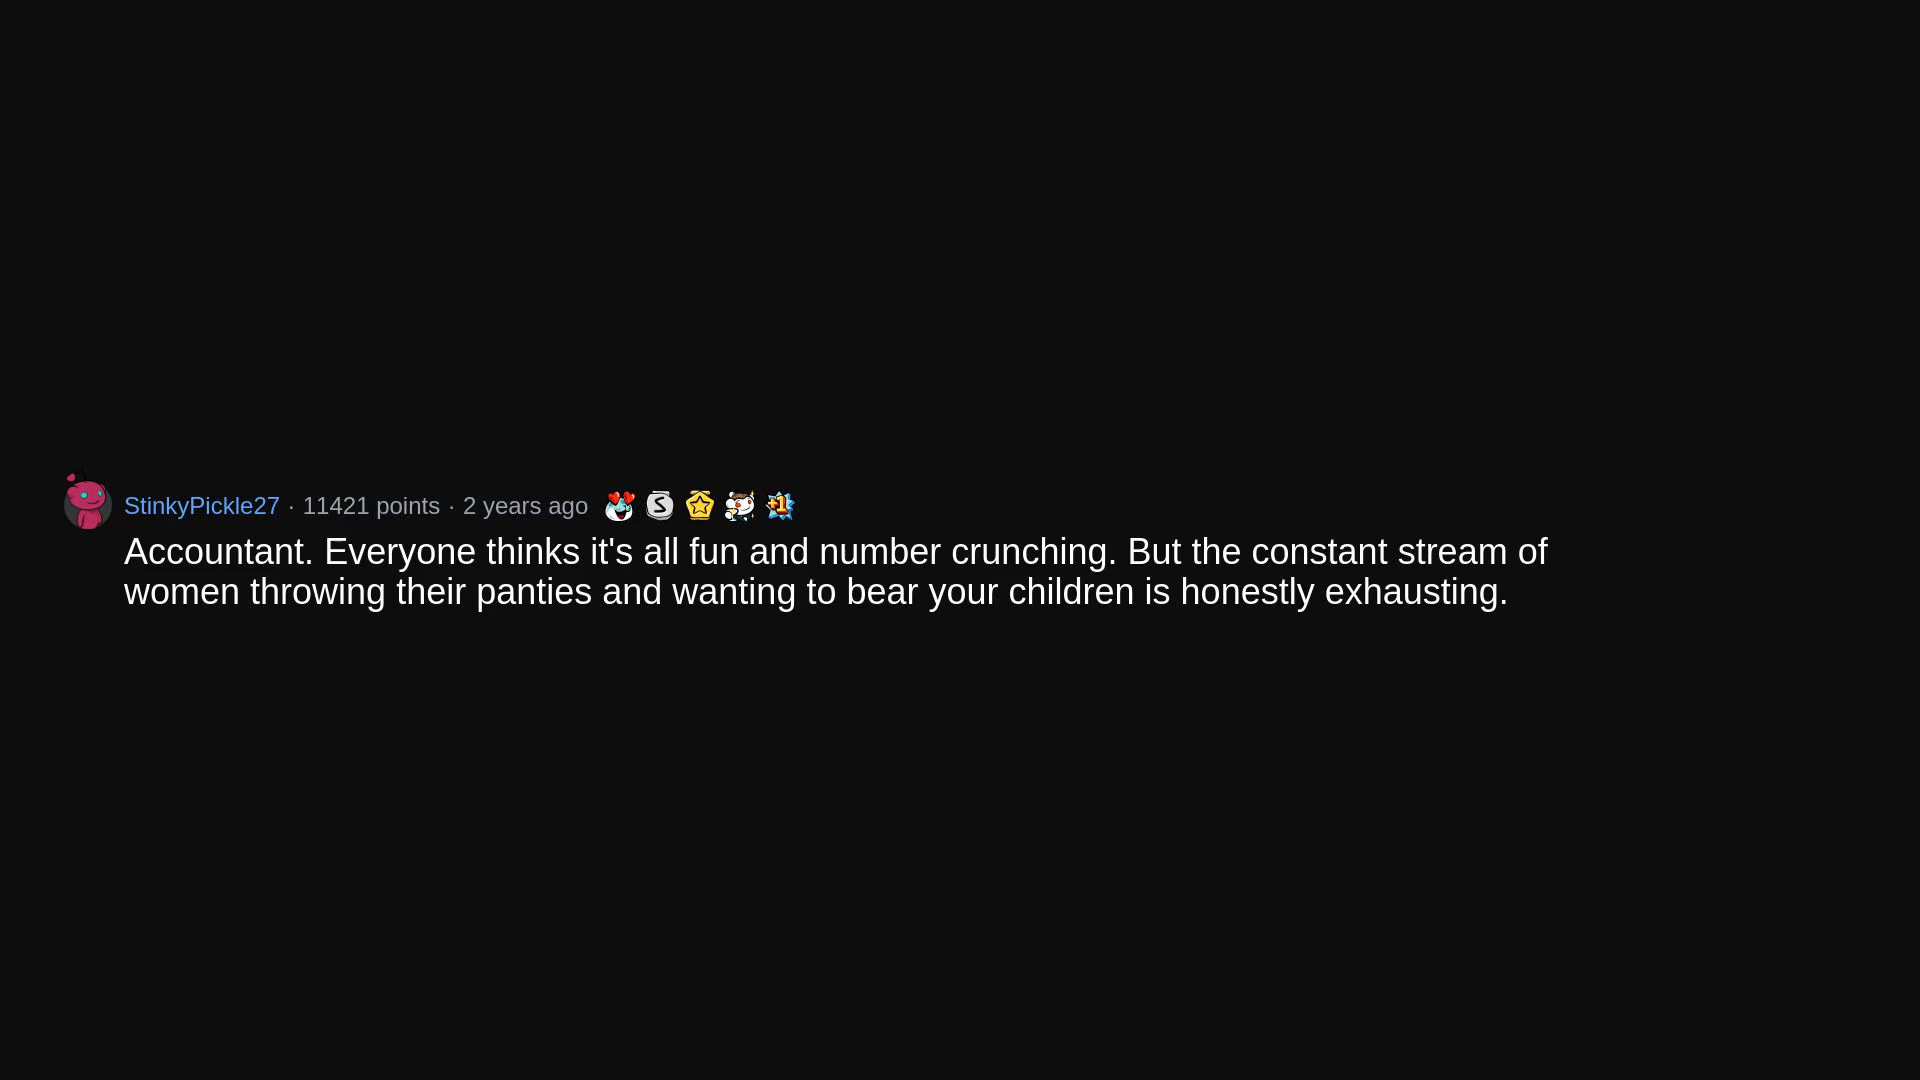 StinkyPickle27 · 11421 points · 2 years ago S +1
Accountant. Everyone thinks it's all fun and number crunching. But the constant stream of
women throwing their panties and wanting to bear your children is honestly exhausting.